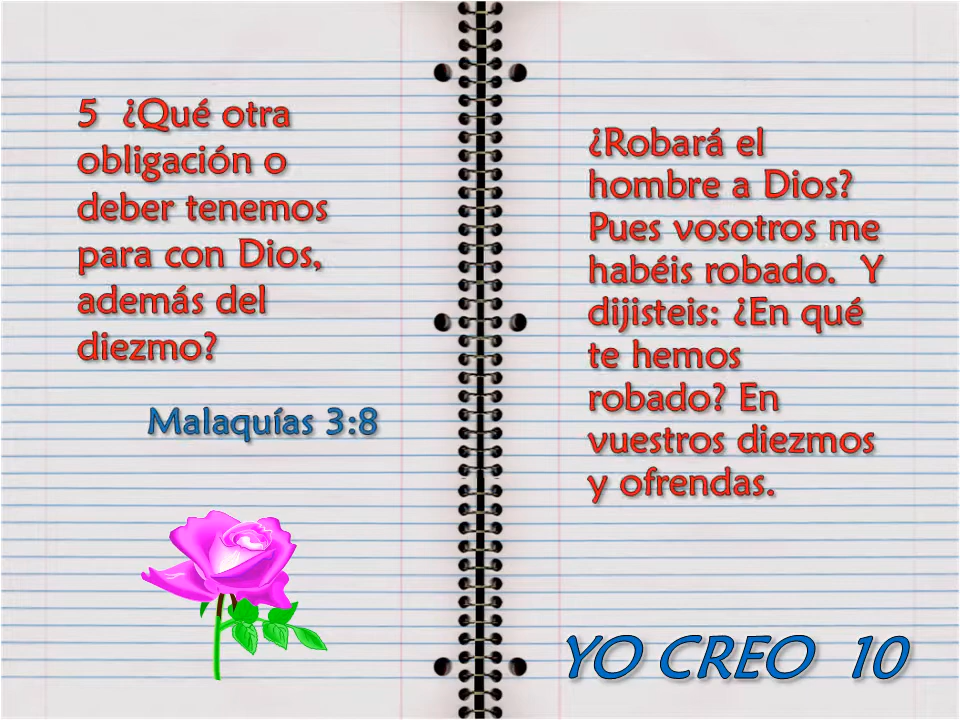 5 ¿Qué otra
obligación o
deber tenemos
para con Dios,
además del
diezmo?
Malaquías 3:8
¿Robará el
hombre a Dios?
Pues vosotros me
habéis robado. Y
dijisteis: ¿En qué
te hemos
robado? En
vuestros diezmos
y ofrendas.
YO CREO 10